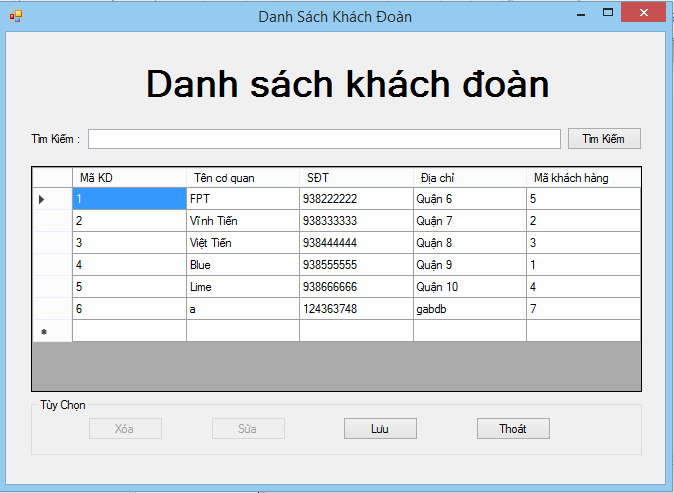 Danh Sách Khách Đoàn
Danh sách khách đoàn
Tìm Kiếm :
Tìm Kiếm
Mã KD Tên cơ quan SĐT Địa chỉ Mã khách hàng
1 FPT 938222222 Quận 6 5
2 Vĩnh Tiến 938333333 Quận 7 2
3 Việt Tiến 938444444 Quận 8 3
4 Blue 938555555 Quận 9 1
5 Lime 938666666 Quận 10 4
6 a 124363748 gabdb 7
Tùy Chọn
Xóa Sửa Lưu Thoát